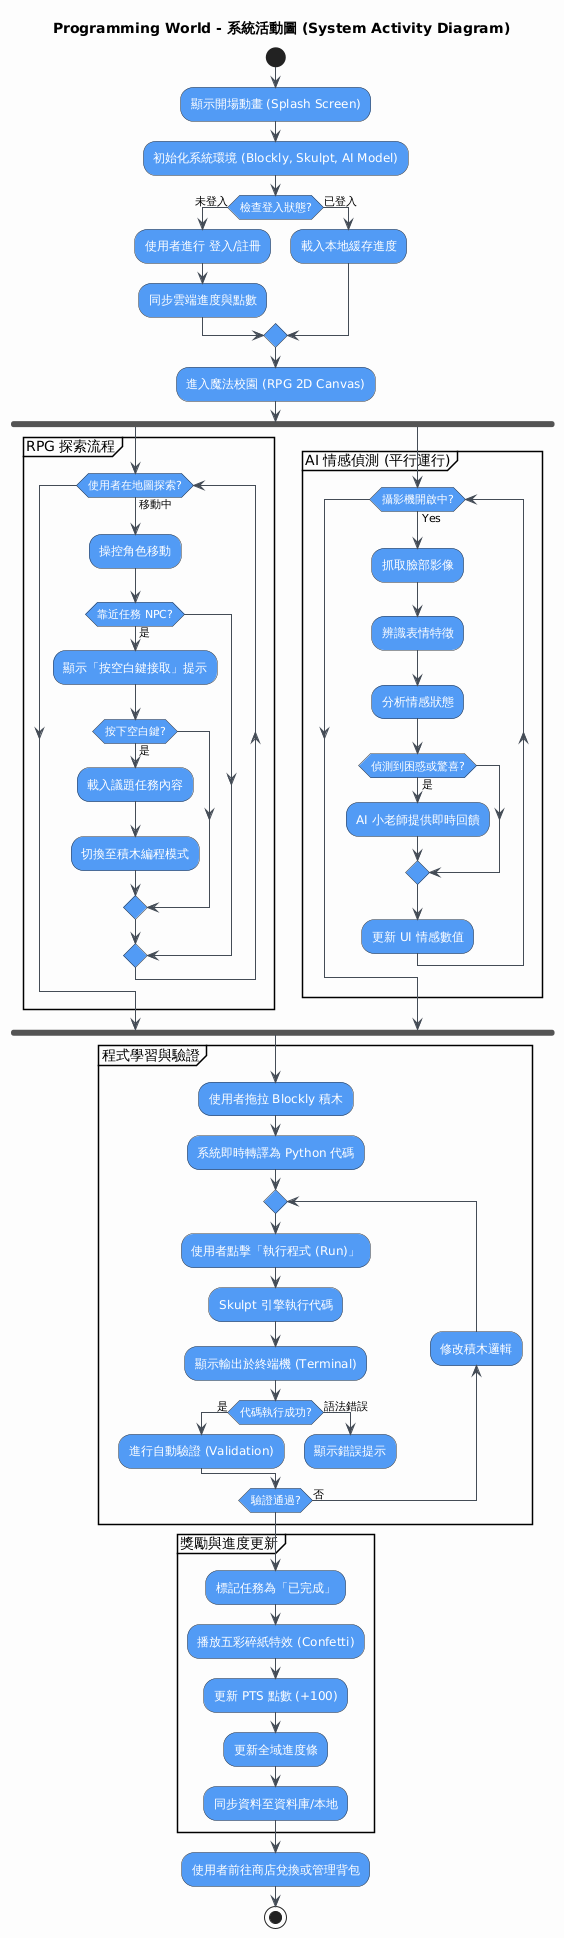 Programming World - 系統活動圖 (System Activity Diagram)
顯示開場動畫 (Splash Screen)
初始化系統環境 (Blockly, Skulpt, AI Model)
未登入
檢查登入狀態?
已登入
使用者進行 登入/註冊
載入本地緩存進度
同步雲端進度與點數
進入魔法校園 (RPG 2D Canvas)
RPG 探索流程
使用者在地圖探索?
移動中
操控角色移動
靠近任務 NPC?
是
顯示「按空白鍵接取」提示
按下空白鍵?
是
載入議題任務內容
切換至積木編程模式
AI 情感偵測 (平行運行)
攝影機開啟中?
Yes
抓取臉部影像
辨識表情特徵
分析情感狀態
偵測到困惑或驚喜?
是
AI 小老師提供即時回饋
更新 UI 情感數值
程式學習與驗證
使用者拖拉 Blockly 積木
系統即時轉譯為 Python 代碼
使用者點擊「執行程式 (Run)」
Skulpt 引擎執行代碼
修改積木邏輯
顯示輸出於終端機 (Terminal)
是
代碼執行成功?
語法錯誤
進行自動驗證 (Validation)
顯示錯誤提示
驗證通過?
否
獎勵與進度更新
標記任務為「已完成」
播放五彩碎紙特效 (Confetti)
更新 PTS 點數 (+100)
更新全域進度條
同步資料至資料庫/本地
使用者前往商店兌換或管理背包